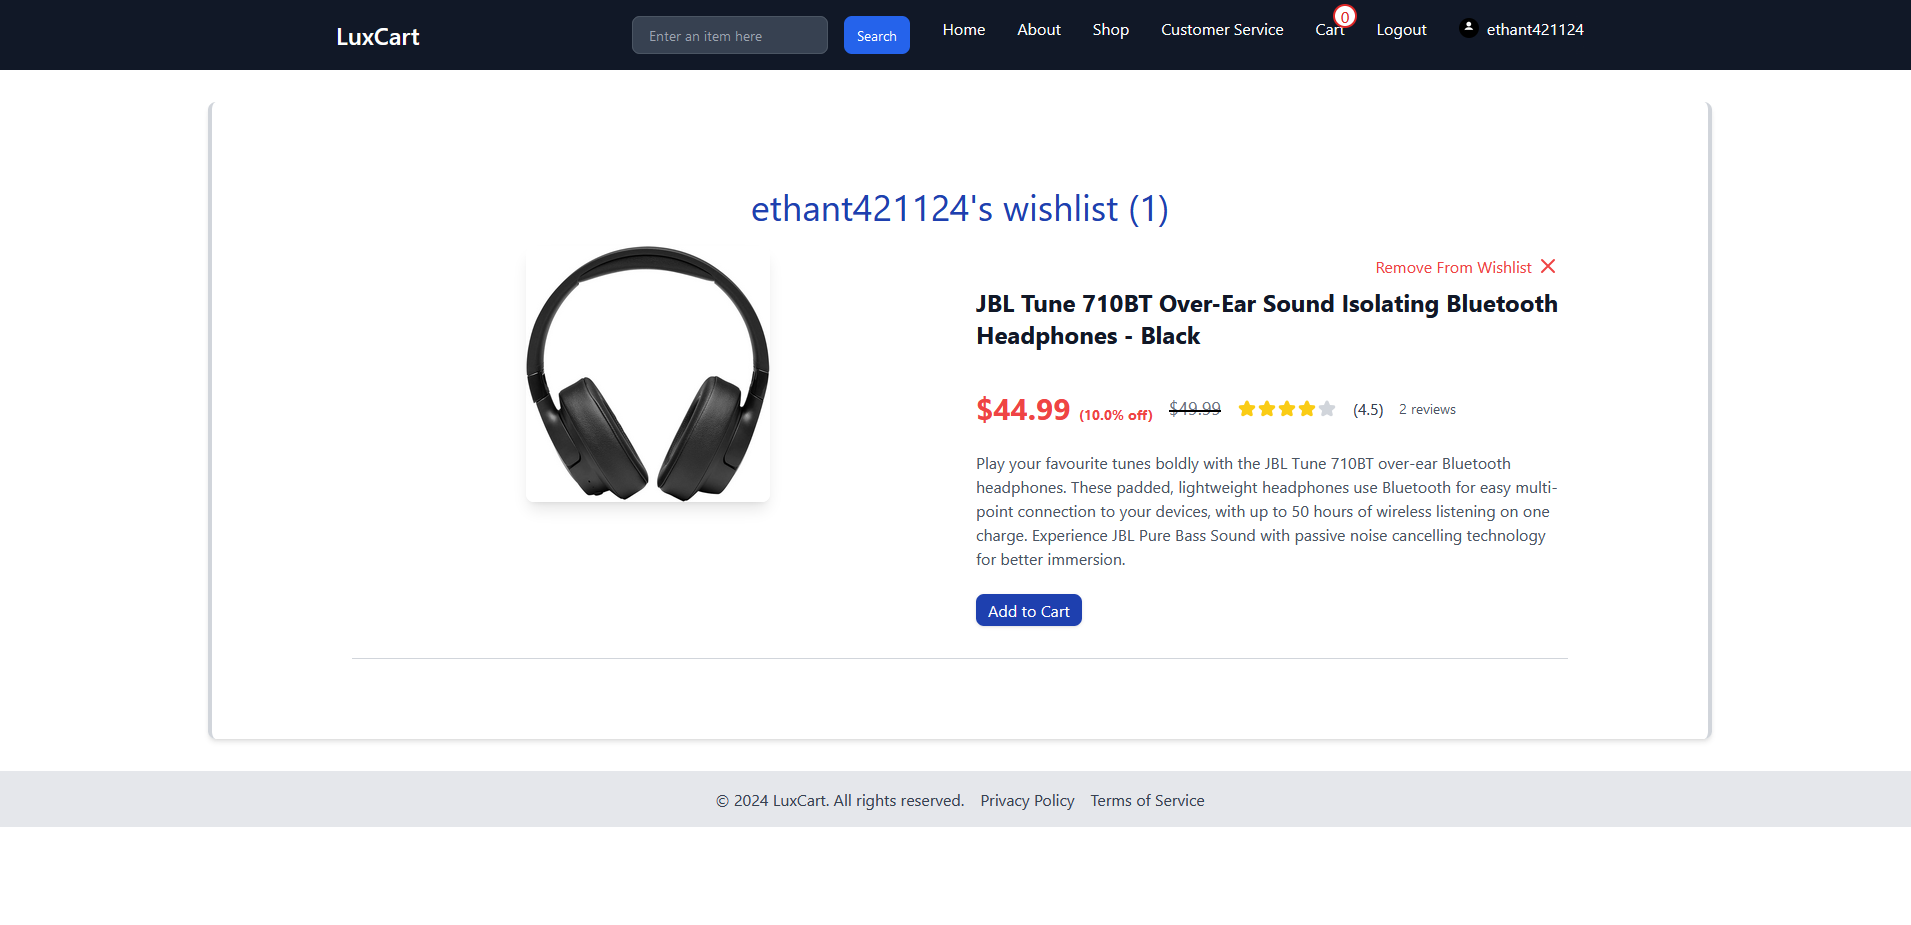 LuxCart
Enter an item here
Search
Home
About
Shop
Customer Service
Cart
0
Logout
ethant421124
ethant421124's wishlist (1)
Remove From Wishlist
JBL Tune 710BT Over-Ear Sound Isolating Bluetooth
Headphones - Black
$44.99 (10.0% off) $49.99 (4.5) 2 reviews
Play your favourite tunes boldly with the JBL Tune 710BT over-ear Bluetooth
headphones. These padded, lightweight headphones use Bluetooth for easy multi-
point connection to your devices, with up to 50 hours of wireless listening on one
charge. Experience JBL Pure Bass Sound with passive noise cancelling technology
for better immersion.
Add to Cart
© 2024 LuxCart. All rights reserved. Privacy Policy Terms of Service